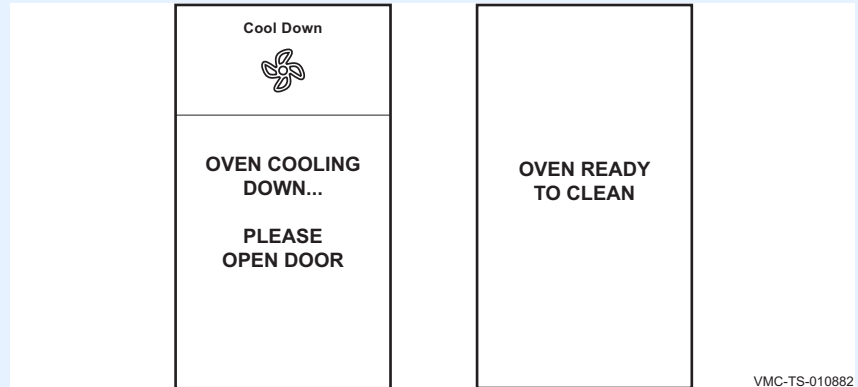 Cool Down
OVEN COOLING
DOWN...
PLEASE
OPEN DOOR
OVEN READY
TO CLEAN
VMC-TS-010882